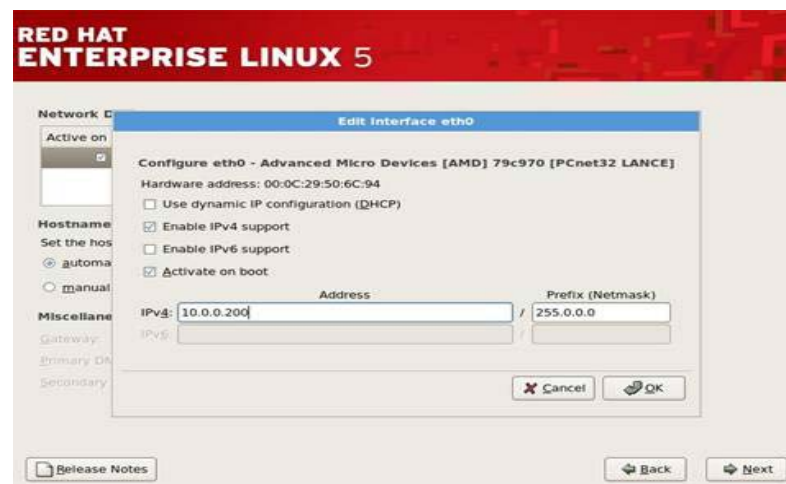 RED HAT
ENTERPRISE LINUX 5
Network D
Edit Interface eth0
Active on
Configure eth0 - Advanced Micro Devices [AMD] 79c970 [PCnet32 LANCE]
Hardware address: 00:0C:29:50:6C:94
Use dynamic IP configuration (DHCP)
Hostname
Enable IPv4 support
Set the hos
Enable IPv6 support
automa
Activate on boot
manual
Address Prefix (Netmask)
Miscellane
IPv4: 10.0.0.200 / 255.0.0.0
Gateway:
IPv6: /
Primary DN
Secondary
Cancel OK
Release Notes Back Next